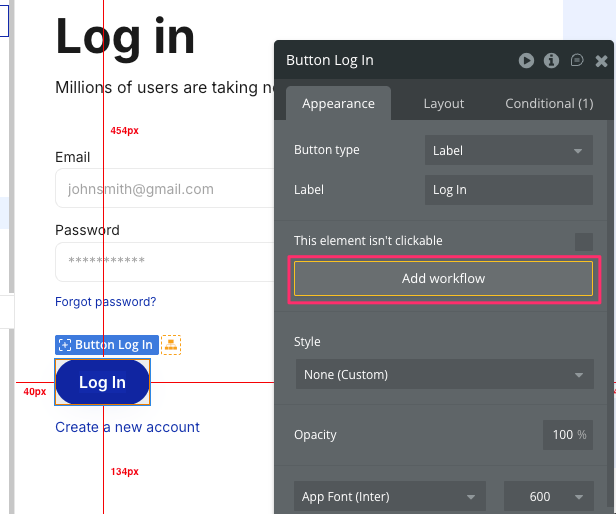 Log in
Millions of users are taking
454px
Email
johnsmith@gmail.com
Password
***********
Forgot password?
Button Log In
Log In
40px
Create a new account
134px
Button Log In
Appearance
Layout
Conditional (1)
Button type
Label
Label
Log In
This element isn't clickable
Add workflow
Style
None (Custom)
Opacity
100 %
App Font (Inter)
600